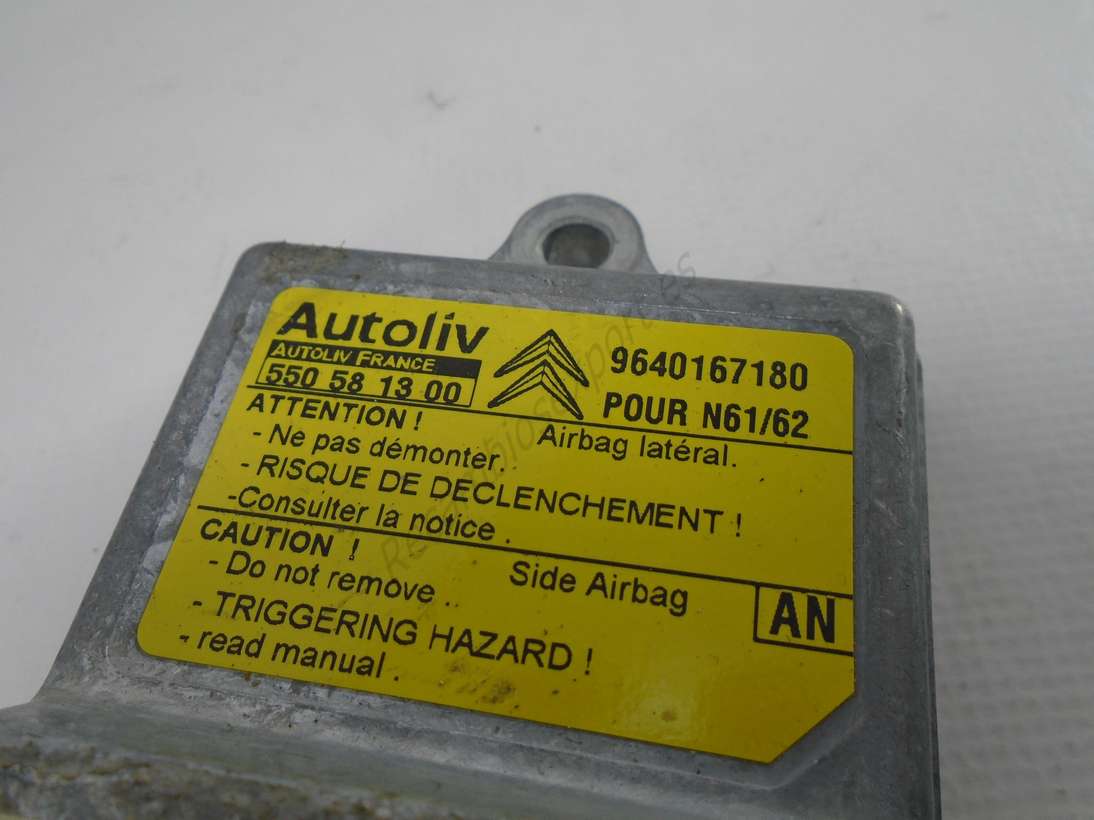 Autoliv
AUTOLIV FRANCE
550 58 13 00
9640167180
POUR N61/62
ATTENTION !
Airbag latéral.
- Ne pas démonter.
- RISQUE DE DECLENCHEMENT !
-Consulter la notice .
CAUTION !
Side Airbag
- Do not remove .
- TRIGGERING HAZARD !
- read manual .
AN